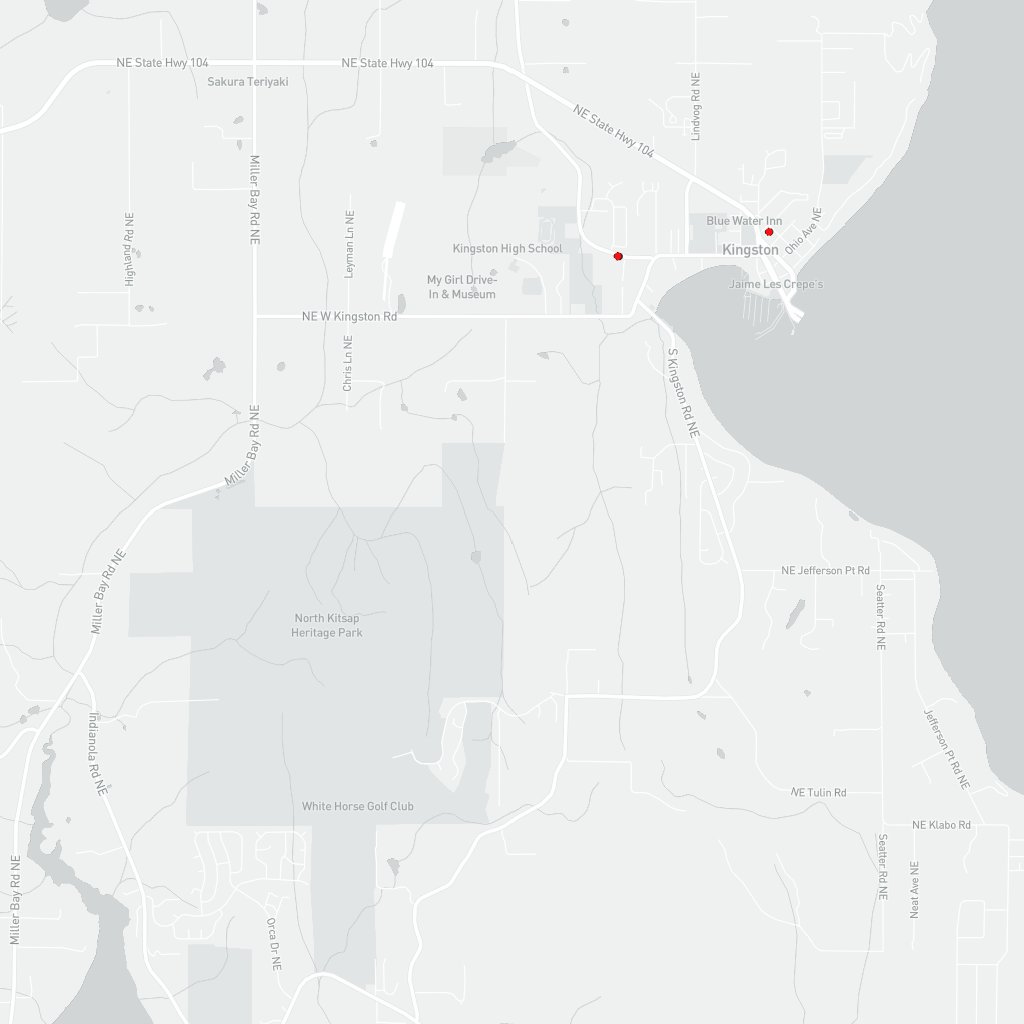 NE State Hwy 104
NE State Hwy 104
Sakura Teriyaki
NE State Hwy 104
Lindvog Rd NE
Miller Bay Rd NE
Highland Rd NE
Leyman Ln NE
Blue Water Inn
Ohio Ave NE
Kingston High School
Kingston
My Girl Drive-
In & Museum
Jaime Les Crepe's
NE W Kingston Rd
Chris Ln NE
S Kingston Rd NE
Miller Bay Rd NE
Miller Bay Rd NE
NE Jefferson Pt Rd
Seatter Rd NE
North Kitsap
Heritage Park
Indianola Rd NE
Jefferson Pt Rd NE
NE Tulin Rd
White Horse Golf Club
NE Klabo Rd
Seatter Rd NE
Neat Ave NE
Miller Bay Rd NE
Orca Dr NE